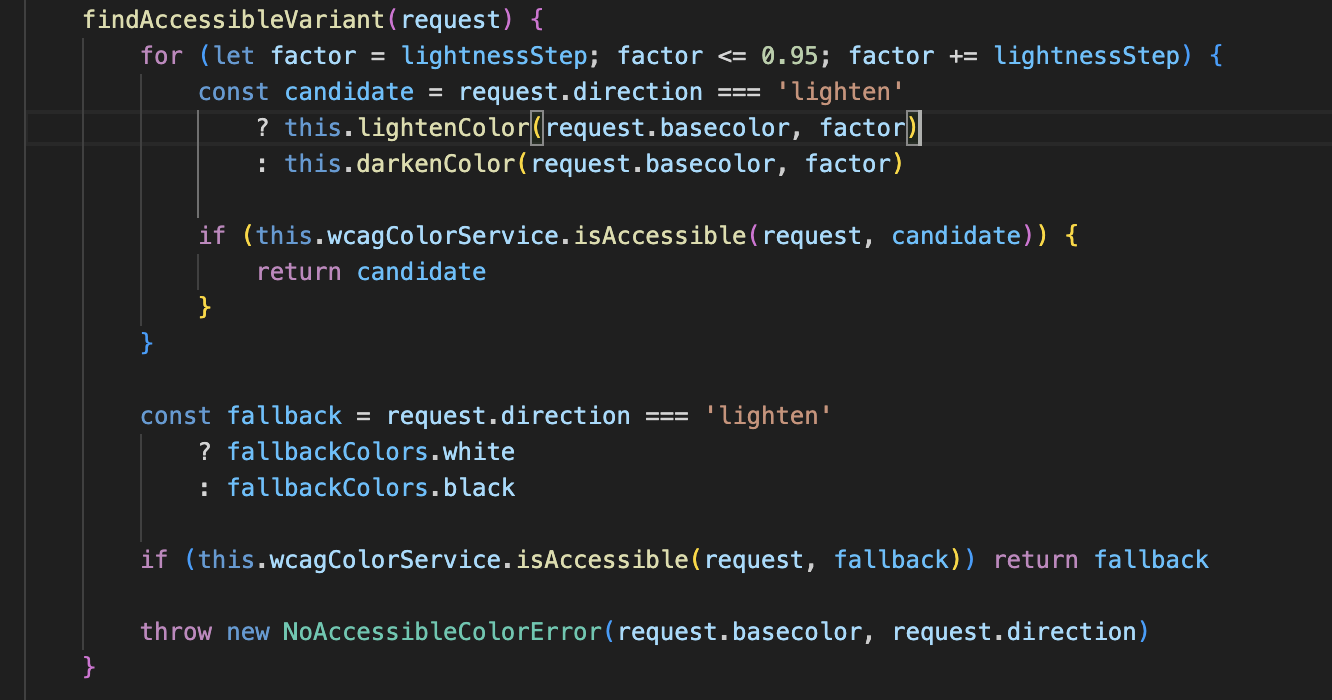 findAccessibleVariant(request) {
for (let factor = lightnessStep; factor <= 0.95; factor += lightnessStep) {
const candidate = request.direction === 'lighten'
? this.lightenColor(request.basecolor, factor)
: this.darkenColor(request.basecolor, factor)
if (this.wcagColorService.isAccessible(request, candidate)) {
return candidate
}
}
const fallback = request.direction === 'lighten'
? fallbackColors.white
: fallbackColors.black
if (this.wcagColorService.isAccessible(request, fallback)) return fallback
throw new NoAccessibleColorError(request.basecolor, request.direction)
}